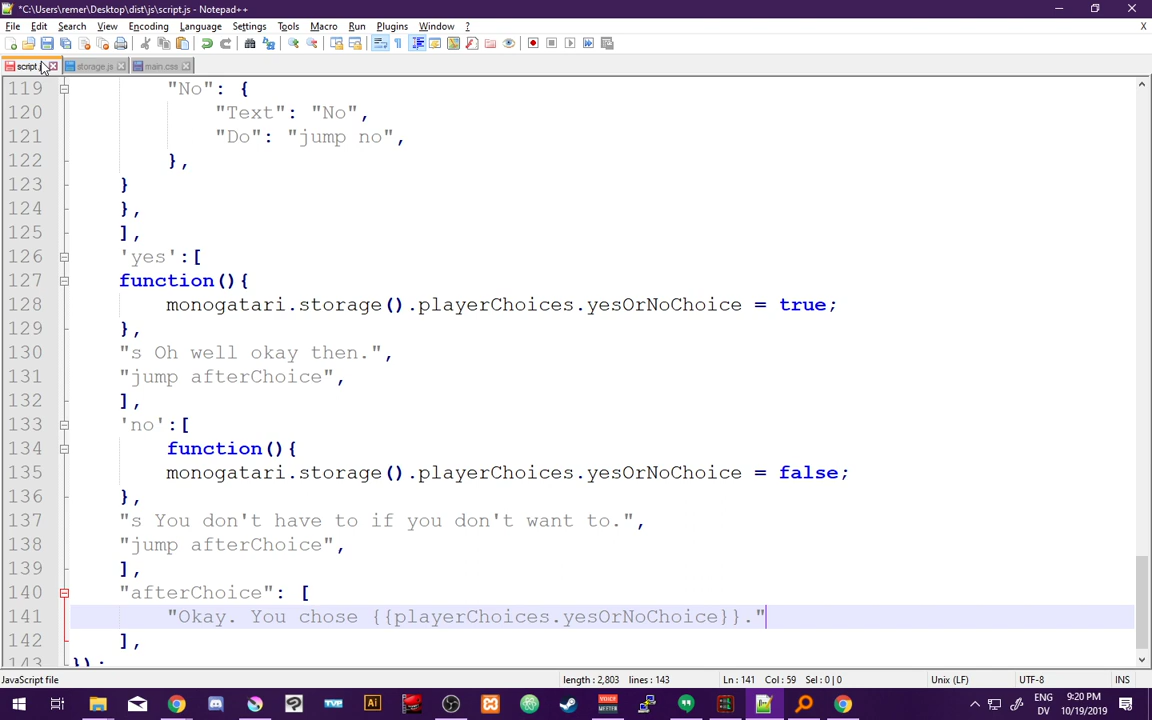 *C:\Users\remer\Desktop\dist\js\script.js - Notepad++
File Edit Search View Encoding Language Settings Tools Macro Run Plugins Window ? X
script.j storage.js main.css
119 "No": {
120 "Text": "No",
121 "Do": "jump no",
122 },
123 }
124 },
125 ],
126 'yes':[
127 function(){
128 monogatari.storage().playerChoices.yesOrNoChoice = true;
129 },
130 "s Oh well okay then.",
131 "jump afterChoice",
132 ],
133 'no':[
134 function(){
135 monogatari.storage().playerChoices.yesOrNoChoice = false;
136 },
137 "s You don't have to if you don't want to.",
138 "jump afterChoice",
139 ],
140 "afterChoice": [
141 "Okay. You chose {{playerChoices.yesOrNoChoice}}."
142 ],
143 });
JavaScript file length : 2,803 lines : 143 Ln : 141 Col : 59 Sel : 0 | 0 Unix (LF) UTF-8 INS
ENG 9:20 PM
DV 10/19/2019